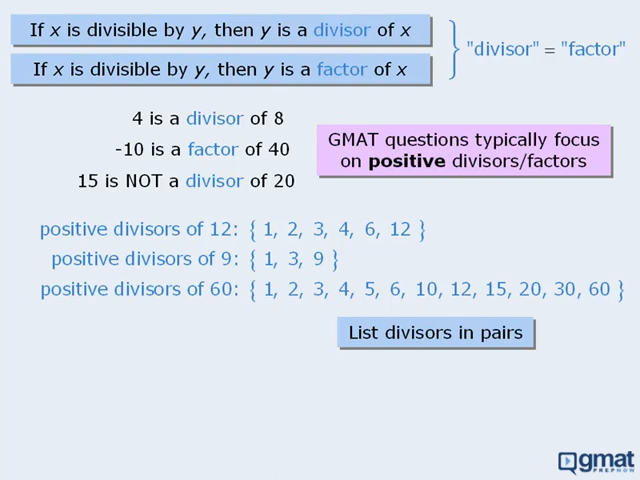 If x is divisible by y, then y is a divisor of x
If x is divisible by y, then y is a factor of x
"divisor" = "factor"
4 is a divisor of 8
-10 is a factor of 40
15 is NOT a divisor of 20
GMAT questions typically focus
on positive divisors/factors
positive divisors of 12: { 1, 2, 3, 4, 6, 12 }
positive divisors of 9: { 1, 3, 9 }
positive divisors of 60: { 1, 2, 3, 4, 5, 6, 10, 12, 15, 20, 30, 60 }
List divisors in pairs
gmat
PREPNOW